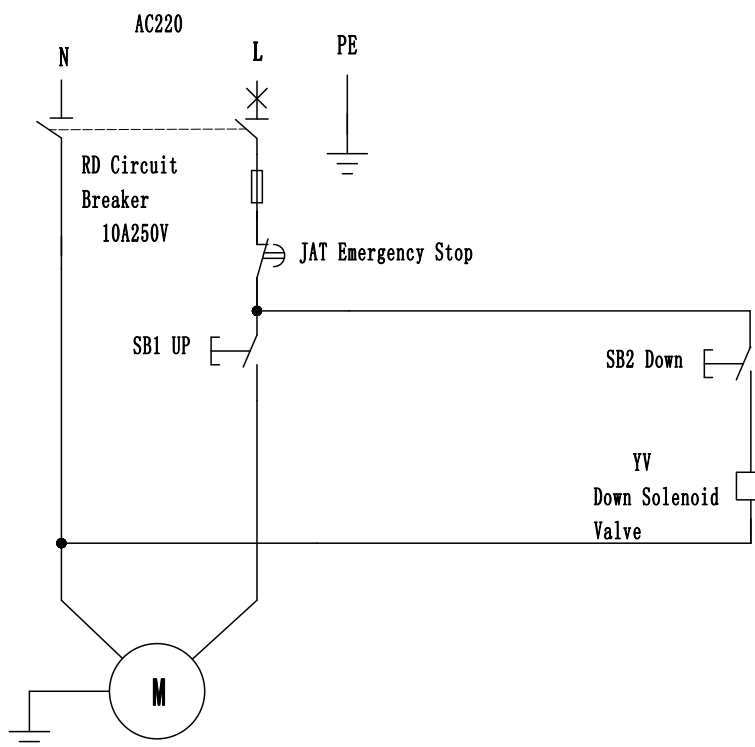 AC220
N
L
PE
RD Circuit
Breaker
10A250V
JAT Emergency Stop
SB1 UP
SB2 Down
YV
Down Solenoid
Valve
M